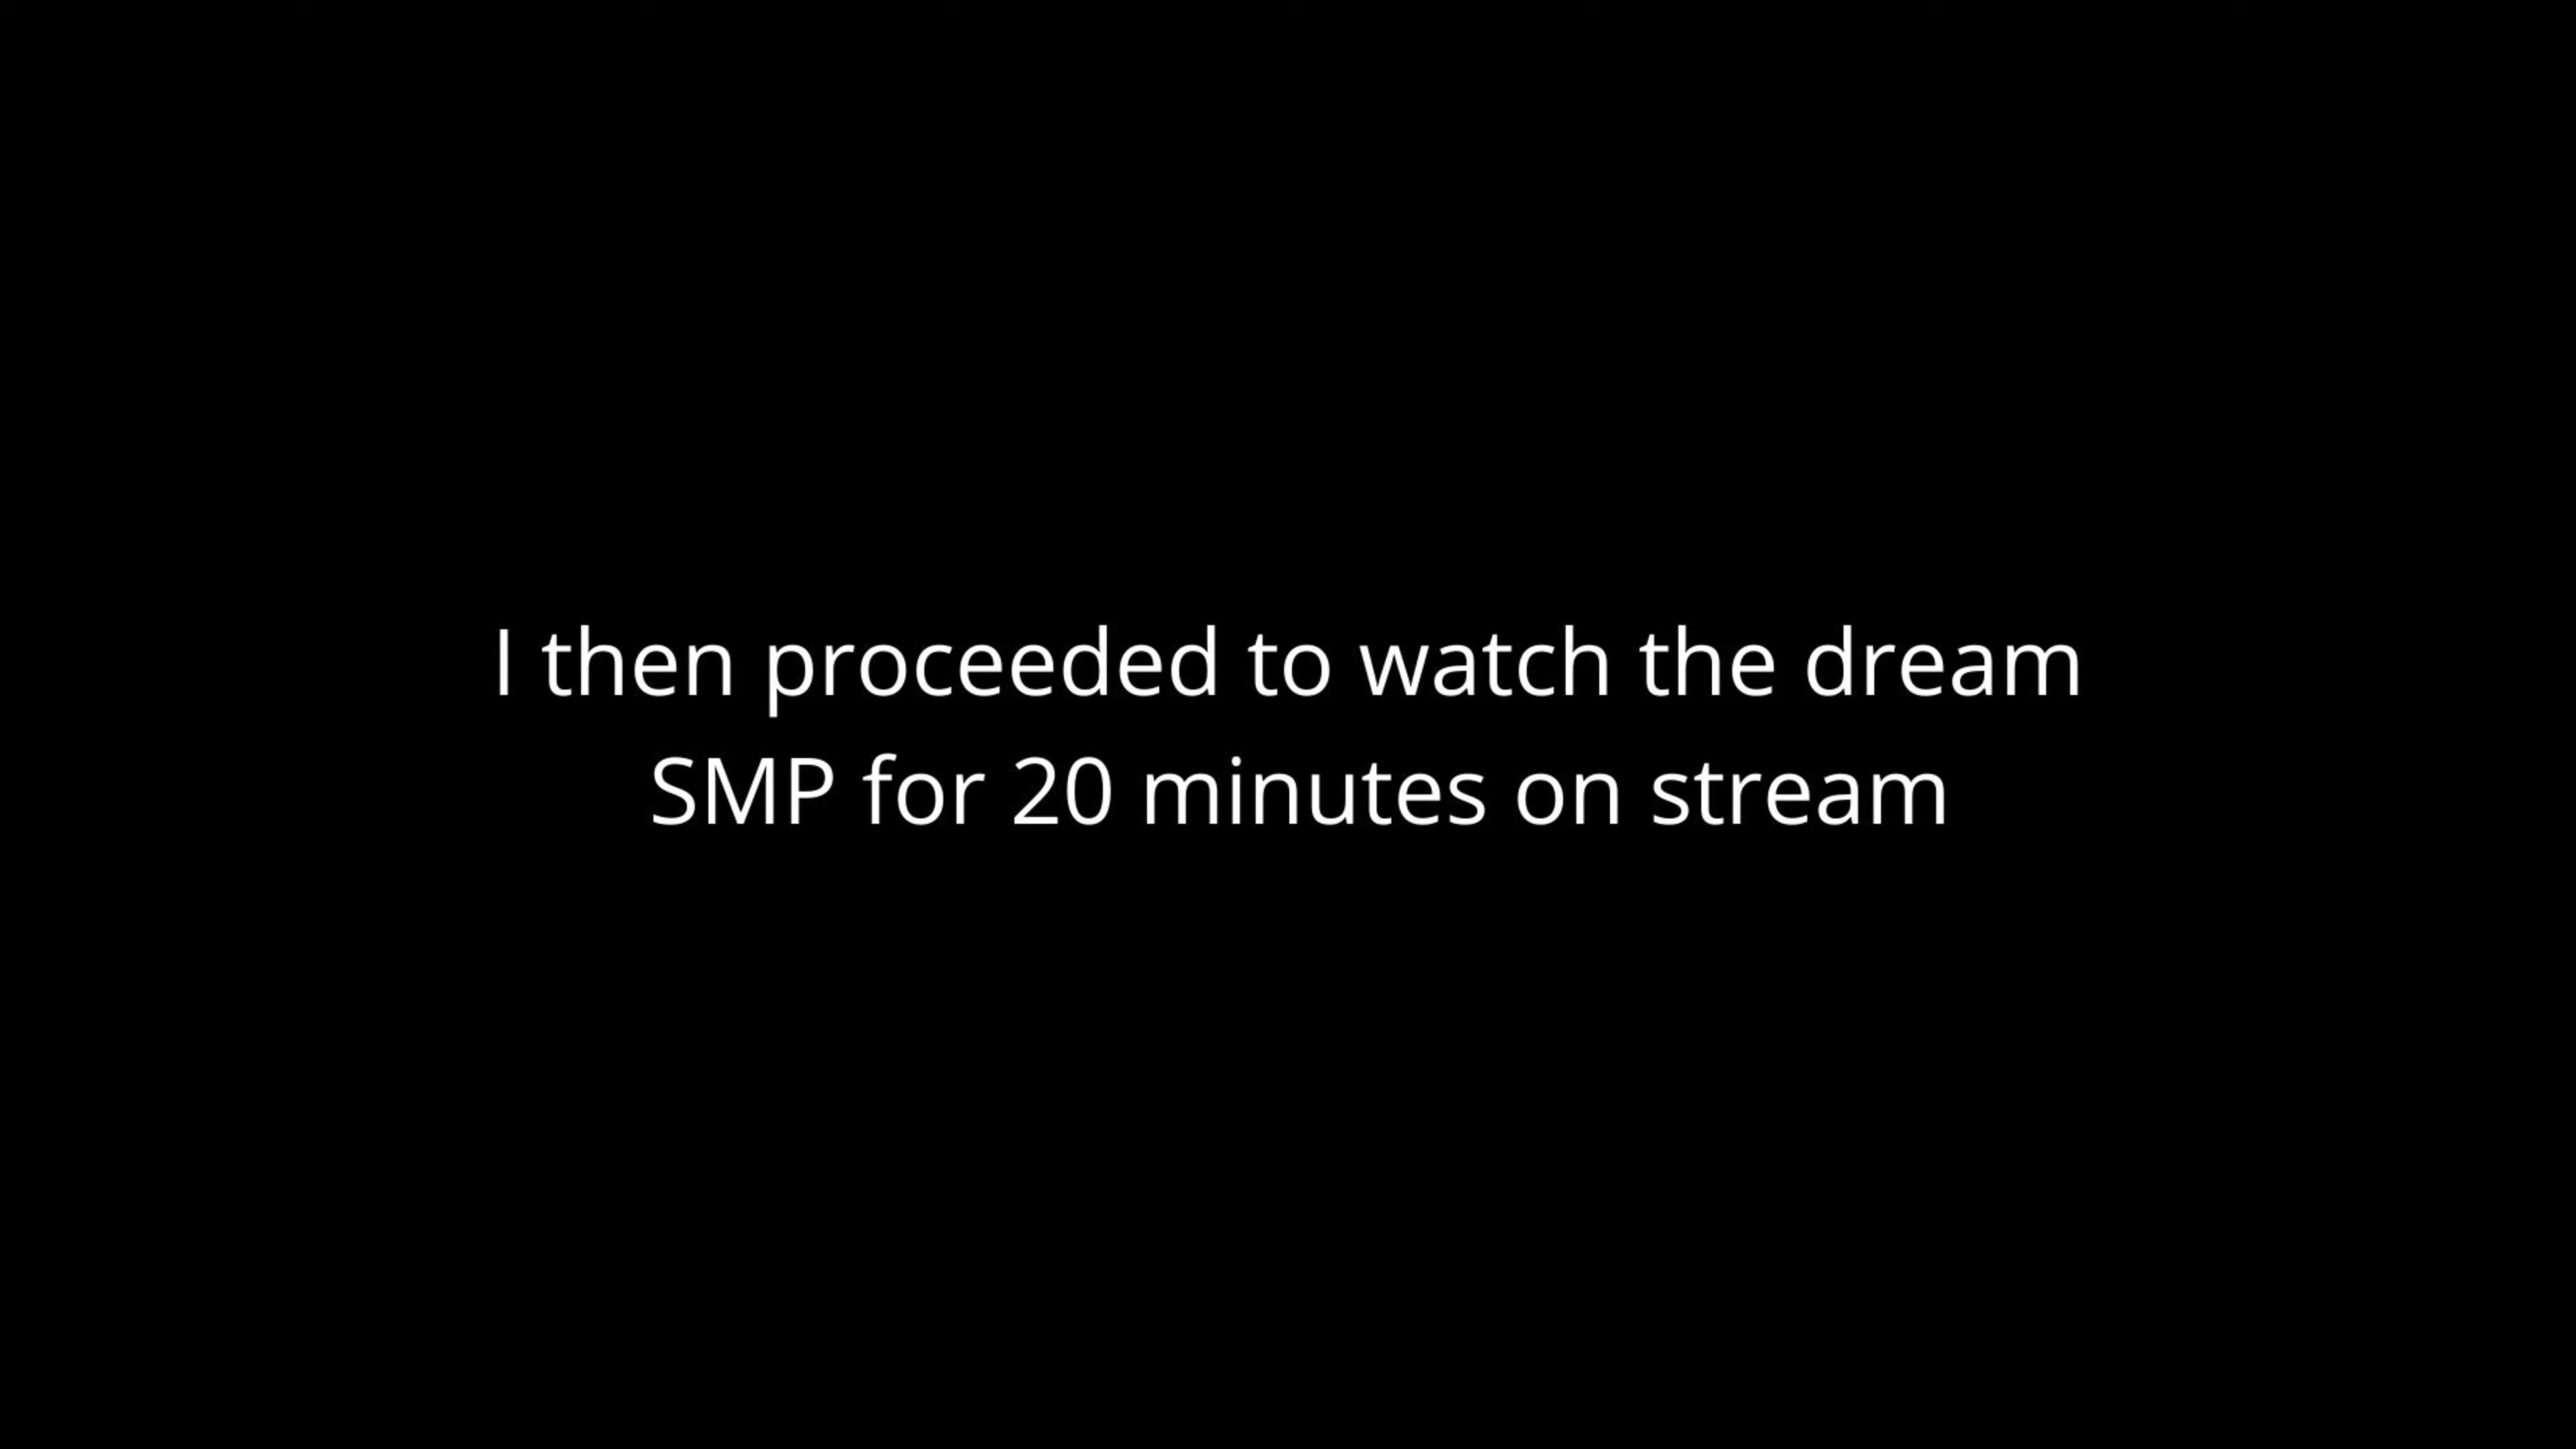 I then proceeded to watch the dream
SMP for 20 minutes on stream